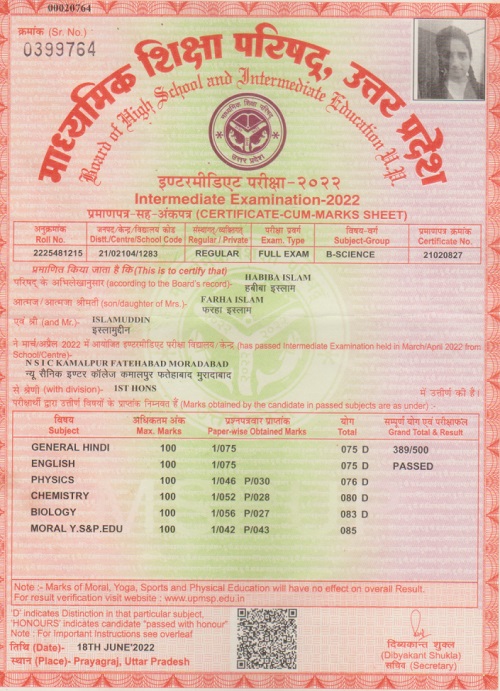 00020764
क्रमांक (Sr. No.)
0399764
माध्यमिक शिक्षा परिषद्, उत्तर प्रदेश
Board of High School and Intermediate Education U.P.
माध्यमिक शिक्षा परिषद्
उत्तर प्रदेश
इण्टरमीडिएट परीक्षा-२०२२
Intermediate Examination-2022
प्रमाणपत्र-सह-अंकपत्र (CERTIFICATE-CUM-MARKS SHEET)
अनुक्रमांक जनपद/केन्द्र/विद्यालय कोड संस्थागत/व्यक्तिगत परीक्षा प्रवर्ग विषय-वर्ग प्रमाणपत्र क्रमांक
Roll No. Distt./Centre/School Code Regular / Private Exam. Type Subject-Group Certificate No.
2225481215 21/02104/1283 REGULAR FULL EXAM B-SCIENCE 21020827
प्रमाणित किया जाता है कि(This is to certify that)
HABIBA ISLAM
परिषद् के अभिलेखानुसार (according to the Board's record)- हबीबा इस्लाम
FARHA ISLAM
आत्मज/आत्मजा श्रीमती (son/daughter of Mrs.)- फरहा इस्लाम
एवं श्री (and Mr.)- ISLAMUDDIN
इस्लामुद्दीन
ने मार्च/अप्रैल 2022 में आयोजित इण्टरमीडिएट परीक्षा विद्यालय/केन्द्र (has passed Intermediate Examination held in March/April 2022 from
School/Centre)-
N S I C KAMALPUR FATEHABAD MORADABAD
न्यू सैनिक इण्टर कॉलेज कमालपुर फतेहाबाद मुरादाबाद
से श्रेणी (with division)- 1ST HONS में उत्तीर्ण की है।
परीक्षार्थी द्वारा उत्तीर्ण विषयों के प्राप्तांक निम्नवत हैं (Marks obtained by the candidate in passed subjects are as under) :-
विषय अधिकतम अंक प्रश्नपत्रवार प्राप्तांक योग सम्पूर्ण योग एवं परीक्षाफल
Subject Max. Marks Paper-wise Obtained Marks Total Grand Total & Result
GENERAL HINDI 100 1/075 075 D 389/500
ENGLISH 100 1/075 075 D PASSED
PHYSICS 100 1/046 P/030 076 D
CHEMISTRY 100 1/052 P/028 080 D
BIOLOGY 100 1/056 P/027 083 D
MORAL Y.S&P.EDU 100 1/042 P/043 085
Note :- Marks of Moral, Yoga, Sports and Physical Education will have no effect on overall Result.
For result verification visit website : www.upmsp.edu.in
'D' indicates Distinction in that particular subject.
'HONOURS' indicates candidate "passed with honour"
Note : For Important Instructions see overleaf
तिथि (Date)- 18TH JUNE'2022
स्थान (Place)- Prayagraj, Uttar Pradesh
दिव्यकान्त शुक्ल
(Dibyakant Shukla)
सचिव (Secretary)